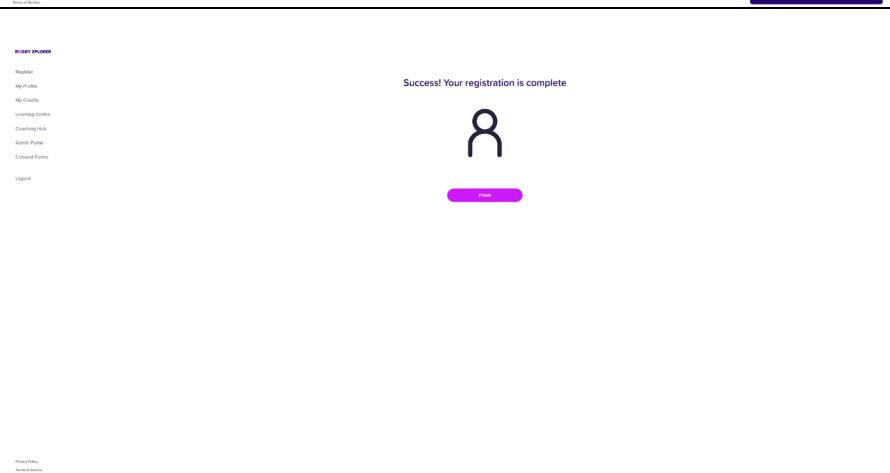 Terms of Service
RUGBY XPLORER
Register
My Profile
My Credits
Learning Centre
Coaching Hub
Admin Portal
Consent Forms
Logout
Success! Your registration is complete
Finish
Privacy Policy
Terms of Service